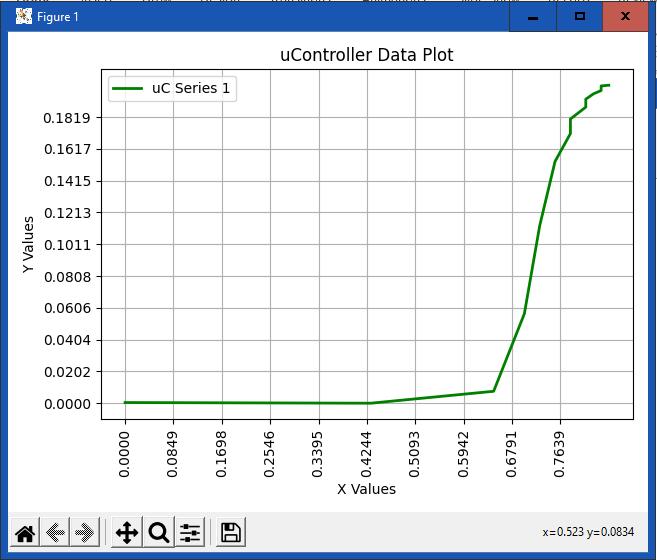 Figure 1
uController Data Plot
uC Series 1
Y Values
0.1819
0.1617
0.1415
0.1213
0.1011
0.0808
0.0606
0.0404
0.0202
0.0000
0.0000 0.0849 0.1698 0.2546 0.3395 0.4244 0.5093 0.5942 0.6791 0.7639
X Values
x=0.523 y=0.0834